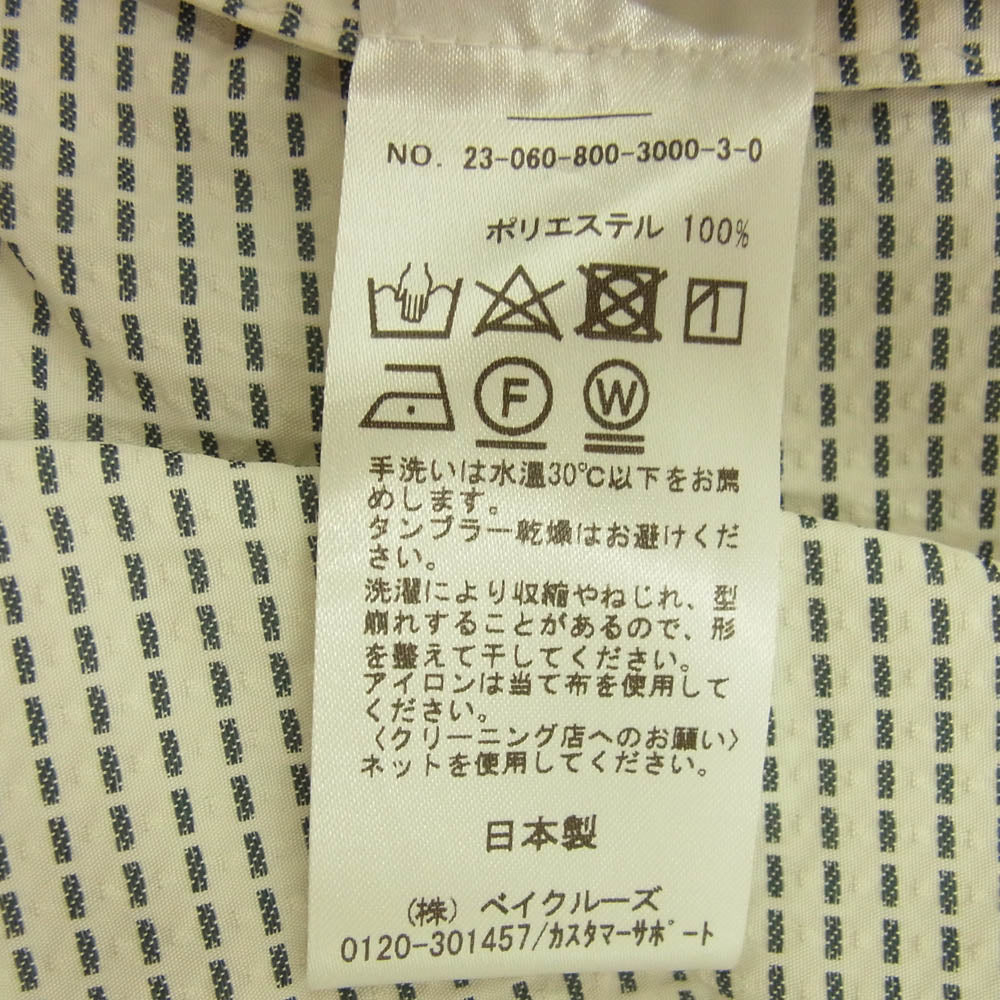 NO. 23-060-800-3000-3-0
ポリエステル 100%
F W
手洗いは水温30℃以下をお薦
めします。
タンブラー乾燥はお避けくだ
さい。
洗濯により収縮やねじれ、型
崩れすることがあるので、形
を整えて干してください。
アイロンは当て布を使用して
ください。
〈クリーニング店へのお願い〉
ネットを使用してください。
日本製
(株) ベイクルーズ
0120-301457/カスタマーサポート